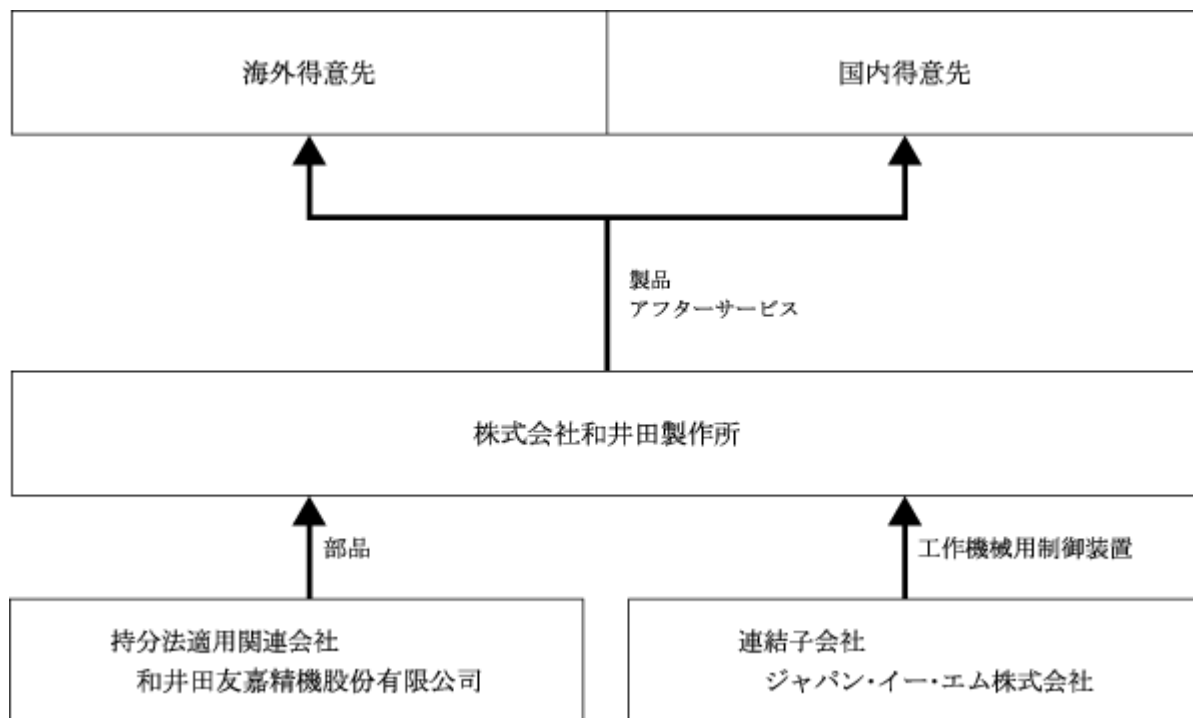 海外得意先
国内得意先
製品
アフターサービス
株式会社和井田製作所
部品
工作機械用制御装置
持分法適用関連会社
和井田友嘉精機股份有限公司
連結子会社
ジャパン・イー・エム株式会社